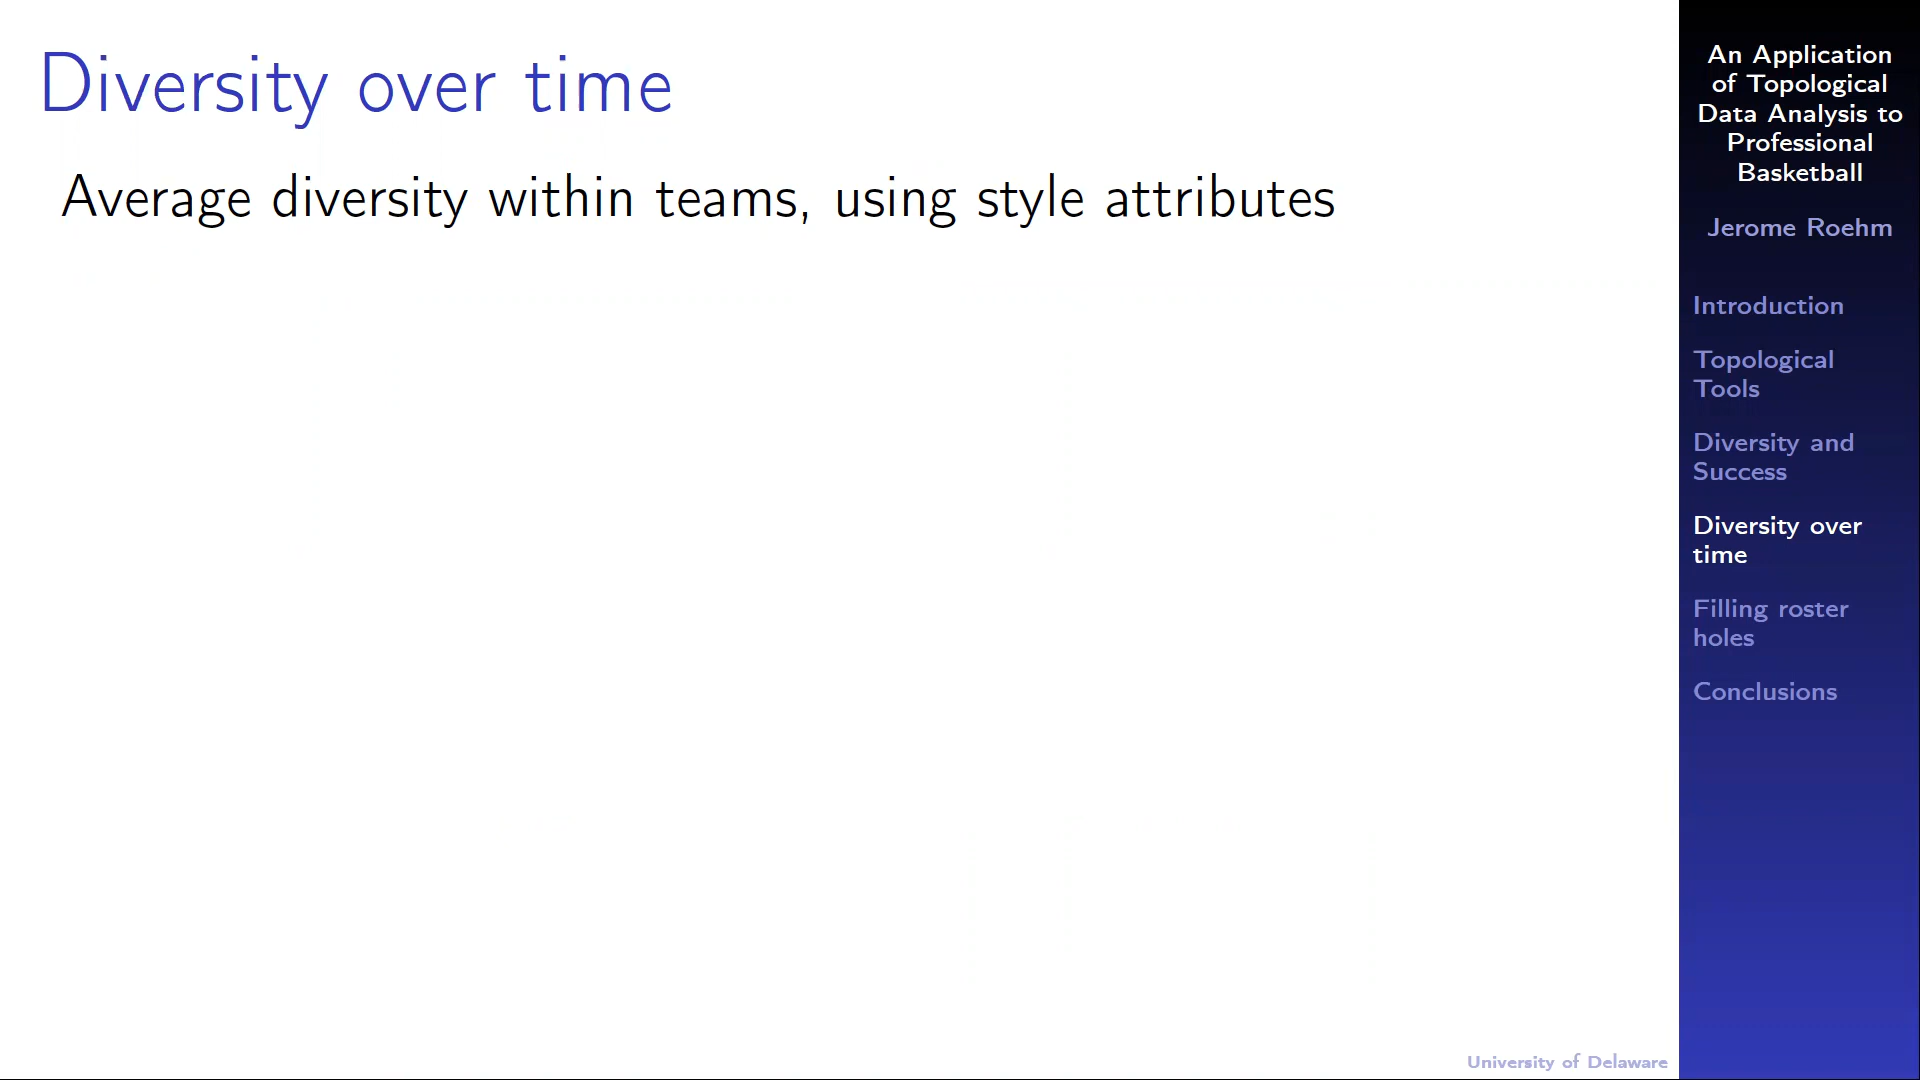 Diversity over time
Average diversity within teams, using style attributes
An Application
of Topological
Data Analysis to
Professional
Basketball
Jerome Roehm
Introduction
Topological
Tools
Diversity and
Success
Diversity over
time
Filling roster
holes
Conclusions
University of Delaware